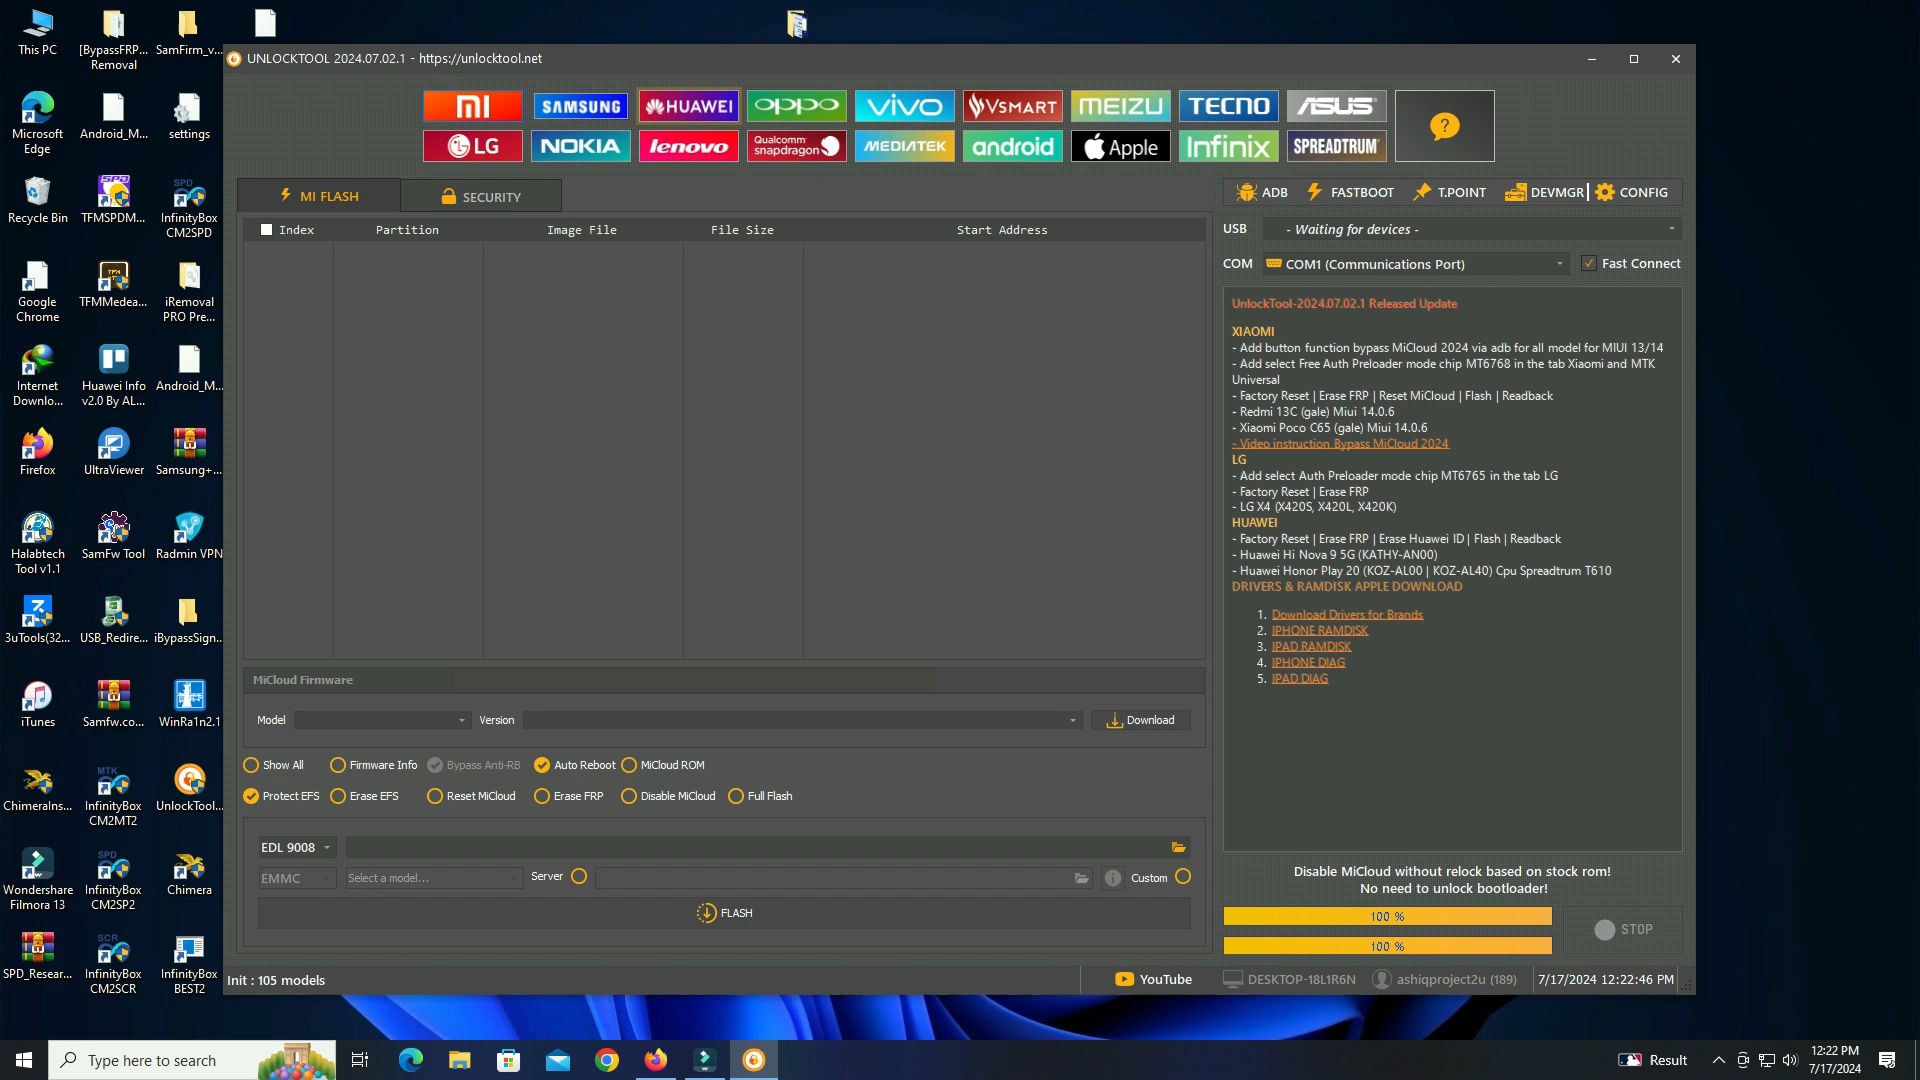 This PC
[BypassFRP...
Removal
SamFirm_v...
Microsoft
Edge
Android_M...
settings
Recycle Bin
TFMSPDM...
InfinityBox
CM2SPD
Google
Chrome
TFMMedea...
iRemoval
PRO Pre...
Internet
Downlo...
Huawei Info
v2.0 By AL...
Android_M...
Firefox
UltraViewer
Samsung+...
Halabtech
Tool v1.1
SamFw Tool
Radmin VPN
3uTools(32...
USB_Redire...
iBypassSign...
iTunes
Samfw.co...
WinRa1n2.1
ChimeraIns...
InfinityBox
CM2MT2
UnlockTool...
Wondershare
Filmora 13
InfinityBox
CM2SP2
Chimera
SPD_Resear...
InfinityBox
CM2SCR
InfinityBox
BEST2
UNLOCKTOOL 2024.07.02.1 - https://unlocktool.net
MI SAMSUNG HUAWEI OPPO VIVO VSMART MEIZU TECNO ASUS
LG NOKIA lenovo Qualcomm snapdragon MEDIATEK android Apple Infinix SPREADTRUM
?
MI FLASH SECURITY
Index Partition Image File File Size Start Address
MiCloud Firmware
Model Version Download
Show All Firmware Info Bypass Anti-RB Auto Reboot MiCloud ROM
Protect EFS Erase EFS Reset MiCloud Erase FRP Disable MiCloud Full Flash
EDL 9008
EMMC Select a model... Server Custom
FLASH
Init : 105 models
ADB FASTBOOT T.POINT DEVMGR CONFIG
USB - Waiting for devices -
COM COM1 (Communications Port) Fast Connect
UnlockTool-2024.07.02.1 Released Update
XIAOMI
- Add button function bypass MiCloud 2024 via adb for all model for MIUI 13/14
- Add select Free Auth Preloader mode chip MT6768 in the tab Xiaomi and MTK
Universal
- Factory Reset | Erase FRP | Reset MiCloud | Flash | Readback
- Redmi 13C (gale) Miui 14.0.6
- Xiaomi Poco C65 (gale) Miui 14.0.6
- Video instruction Bypass MiCloud 2024
LG
- Add select Auth Preloader mode chip MT6765 in the tab LG
- Factory Reset | Erase FRP
- LG X4 (X420S, X420L, X420K)
HUAWEI
- Factory Reset | Erase FRP | Erase Huawei ID | Flash | Readback
- Huawei Hi Nova 9 5G (KATHY-AN00)
- Huawei Honor Play 20 (KOZ-AL00 | KOZ-AL40) Cpu Spreadtrum T610
DRIVERS & RAMDISK APPLE DOWNLOAD
1. Download Drivers for Brands
2. IPHONE RAMDISK
3. IPAD RAMDISK
4. IPHONE DIAG
5. IPAD DIAG
Disable MiCloud without relock based on stock rom!
No need to unlock bootloader!
100 %
100 %
STOP
YouTube DESKTOP-18L1R6N ashiqproject2u (189) 7/17/2024 12:22:46 PM
Type here to search
Result
12:22 PM
7/17/2024